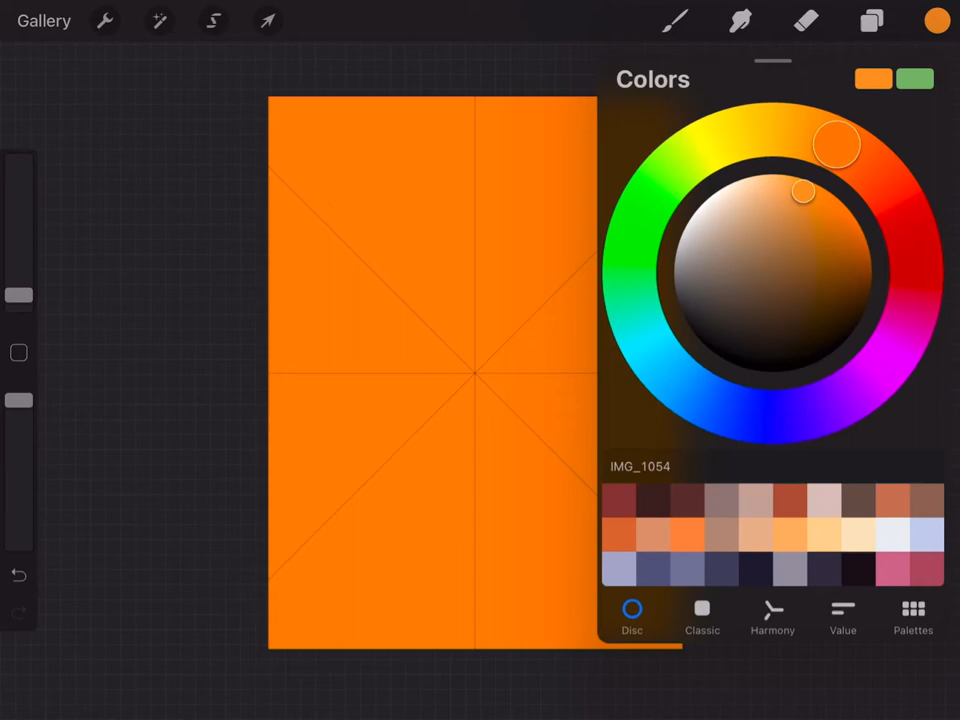 Gallery
Colors
IMG_1054
Disc
Classic
Harmony
Value
Palettes